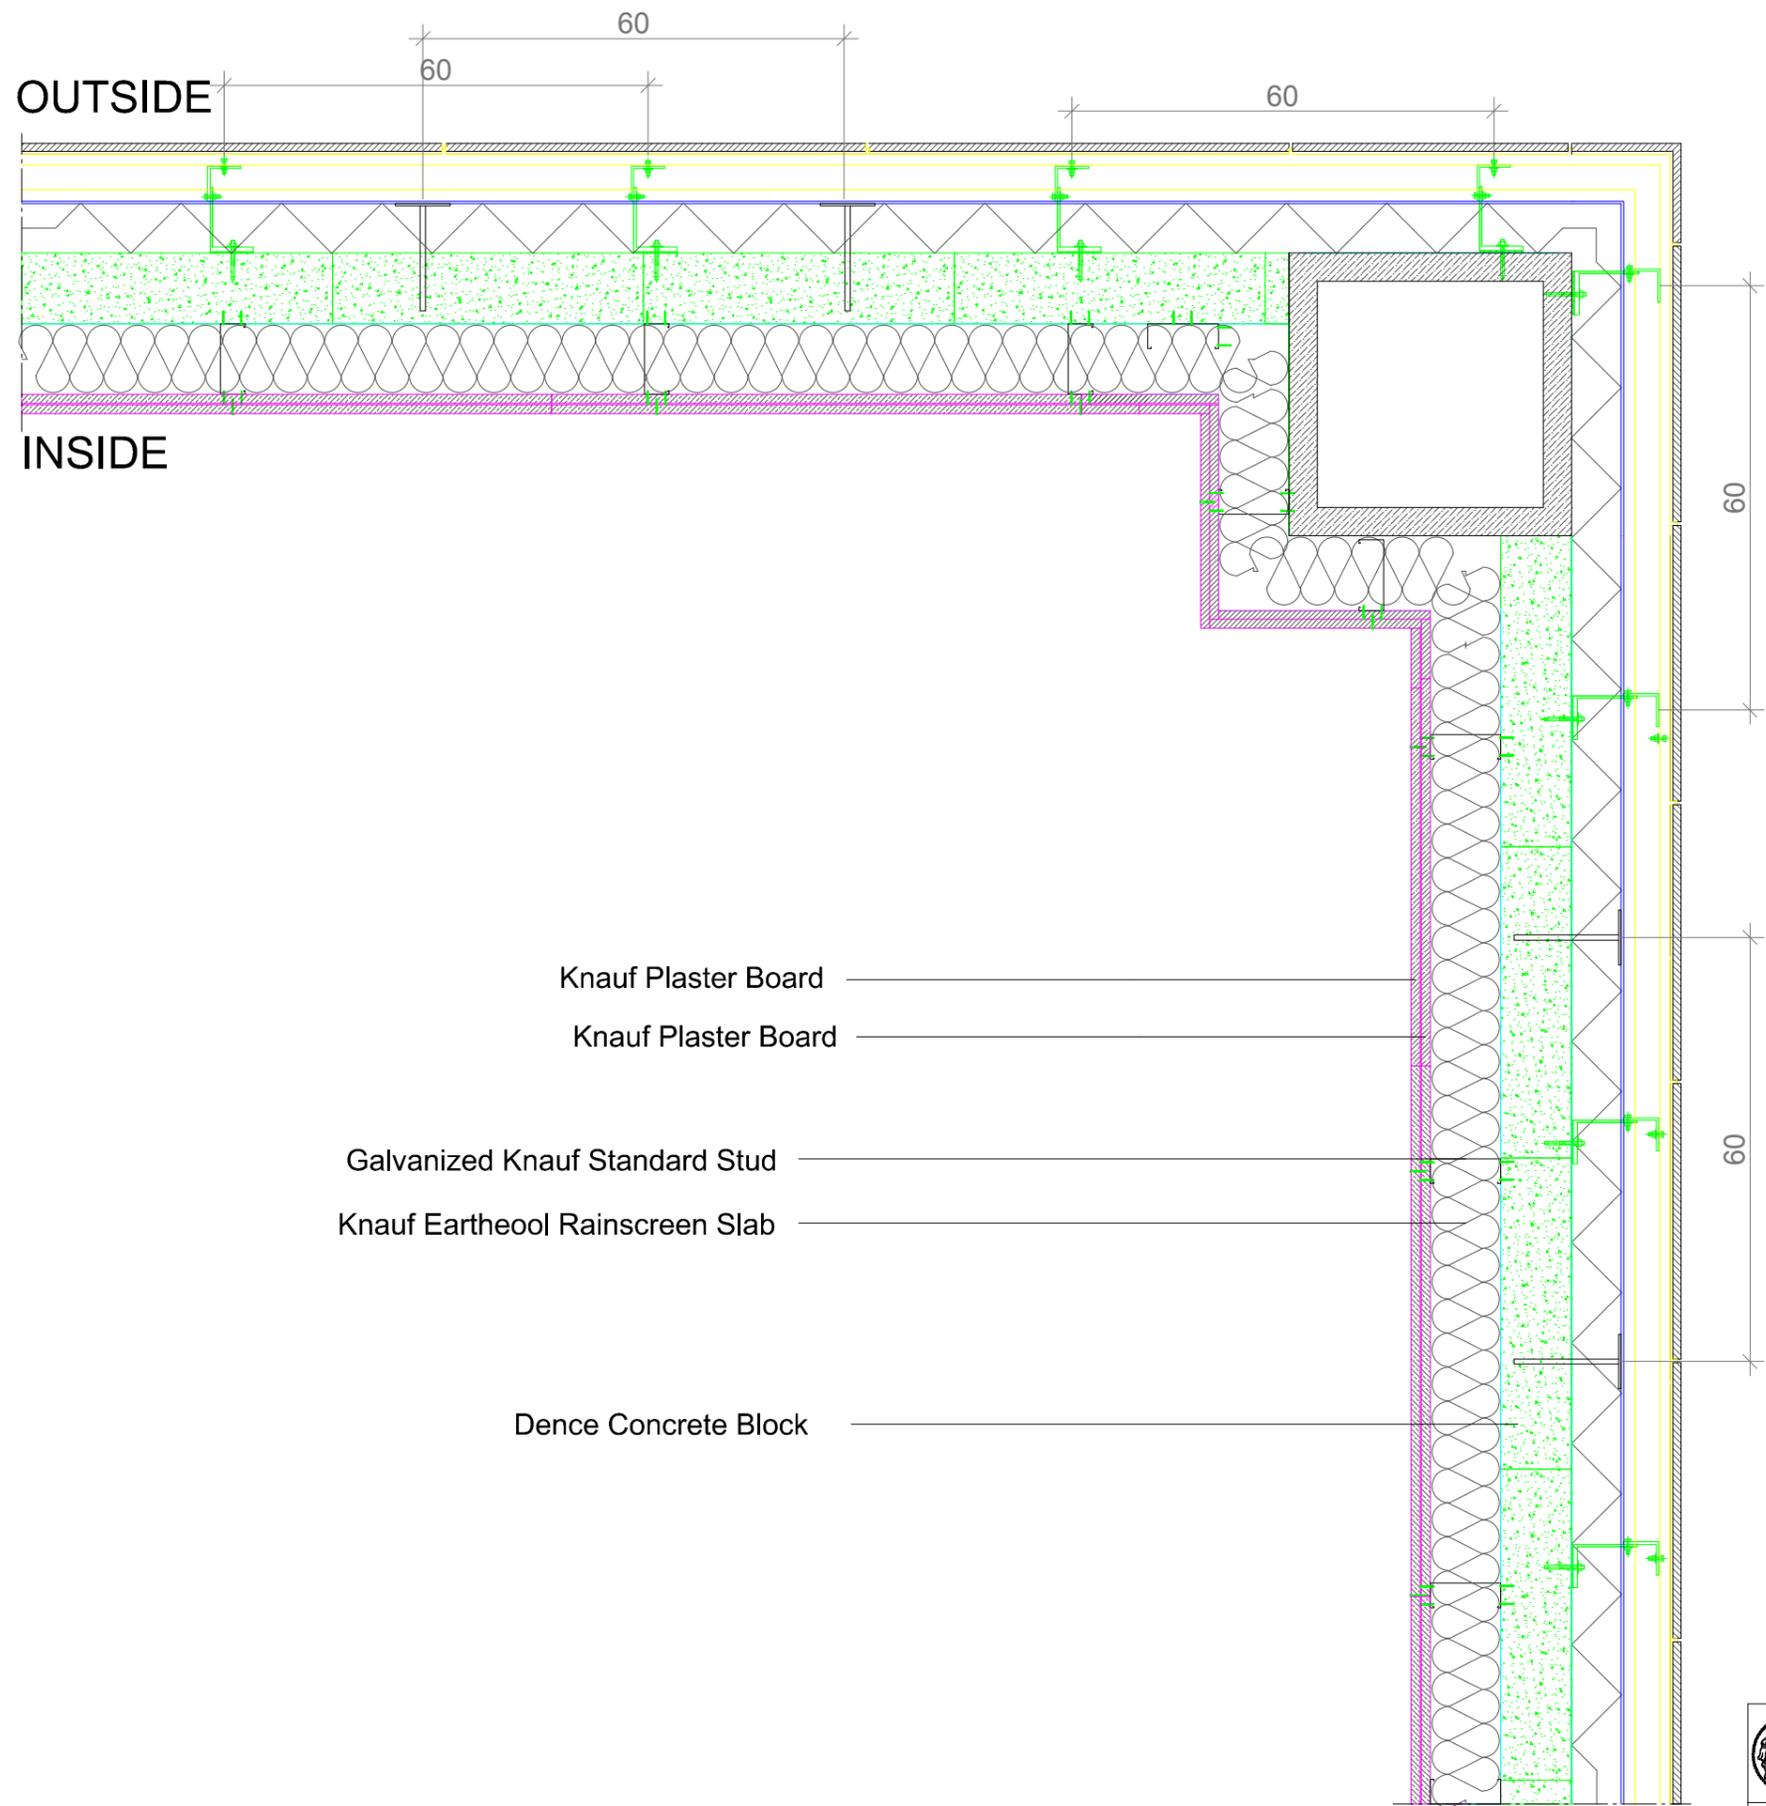 60
60
OUTSIDE
60
INSIDE
60
Knauf Plaster Board
Knauf Plaster Board
60
Galvanized Knauf Standard Stud
Knauf Eartheool Rainscreen Slab
Dence Concrete Block